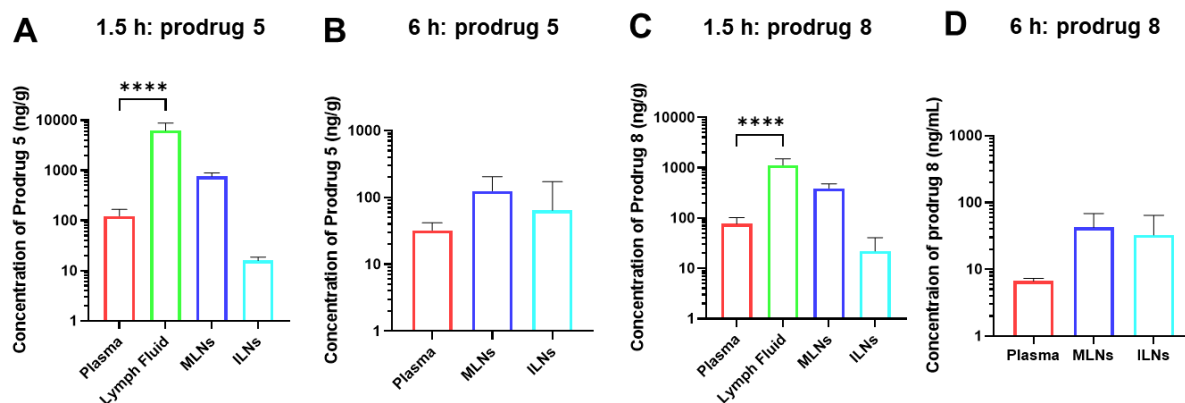 A
1.5 h: prodrug 5
Concentration of Prodrug 5 (ng/g)
10000
1000
100
10
1
****
Plasma
Lymph Fluid
MLNs
ILNs
B
6 h: prodrug 5
Concentration of Prodrug 5 (ng/g)
1000
100
10
1
Plasma
MLNs
ILNs
C
1.5 h: prodrug 8
Concentration of Prodrug 8 (ng/g)
10000
1000
100
10
1
****
Plasma
Lymph Fluid
MLNs
ILNs
D
6 h: prodrug 8
Concentraion of prodrug 8 (ng/mL)
1000
100
10
1
Plasma
MLNs
ILNs